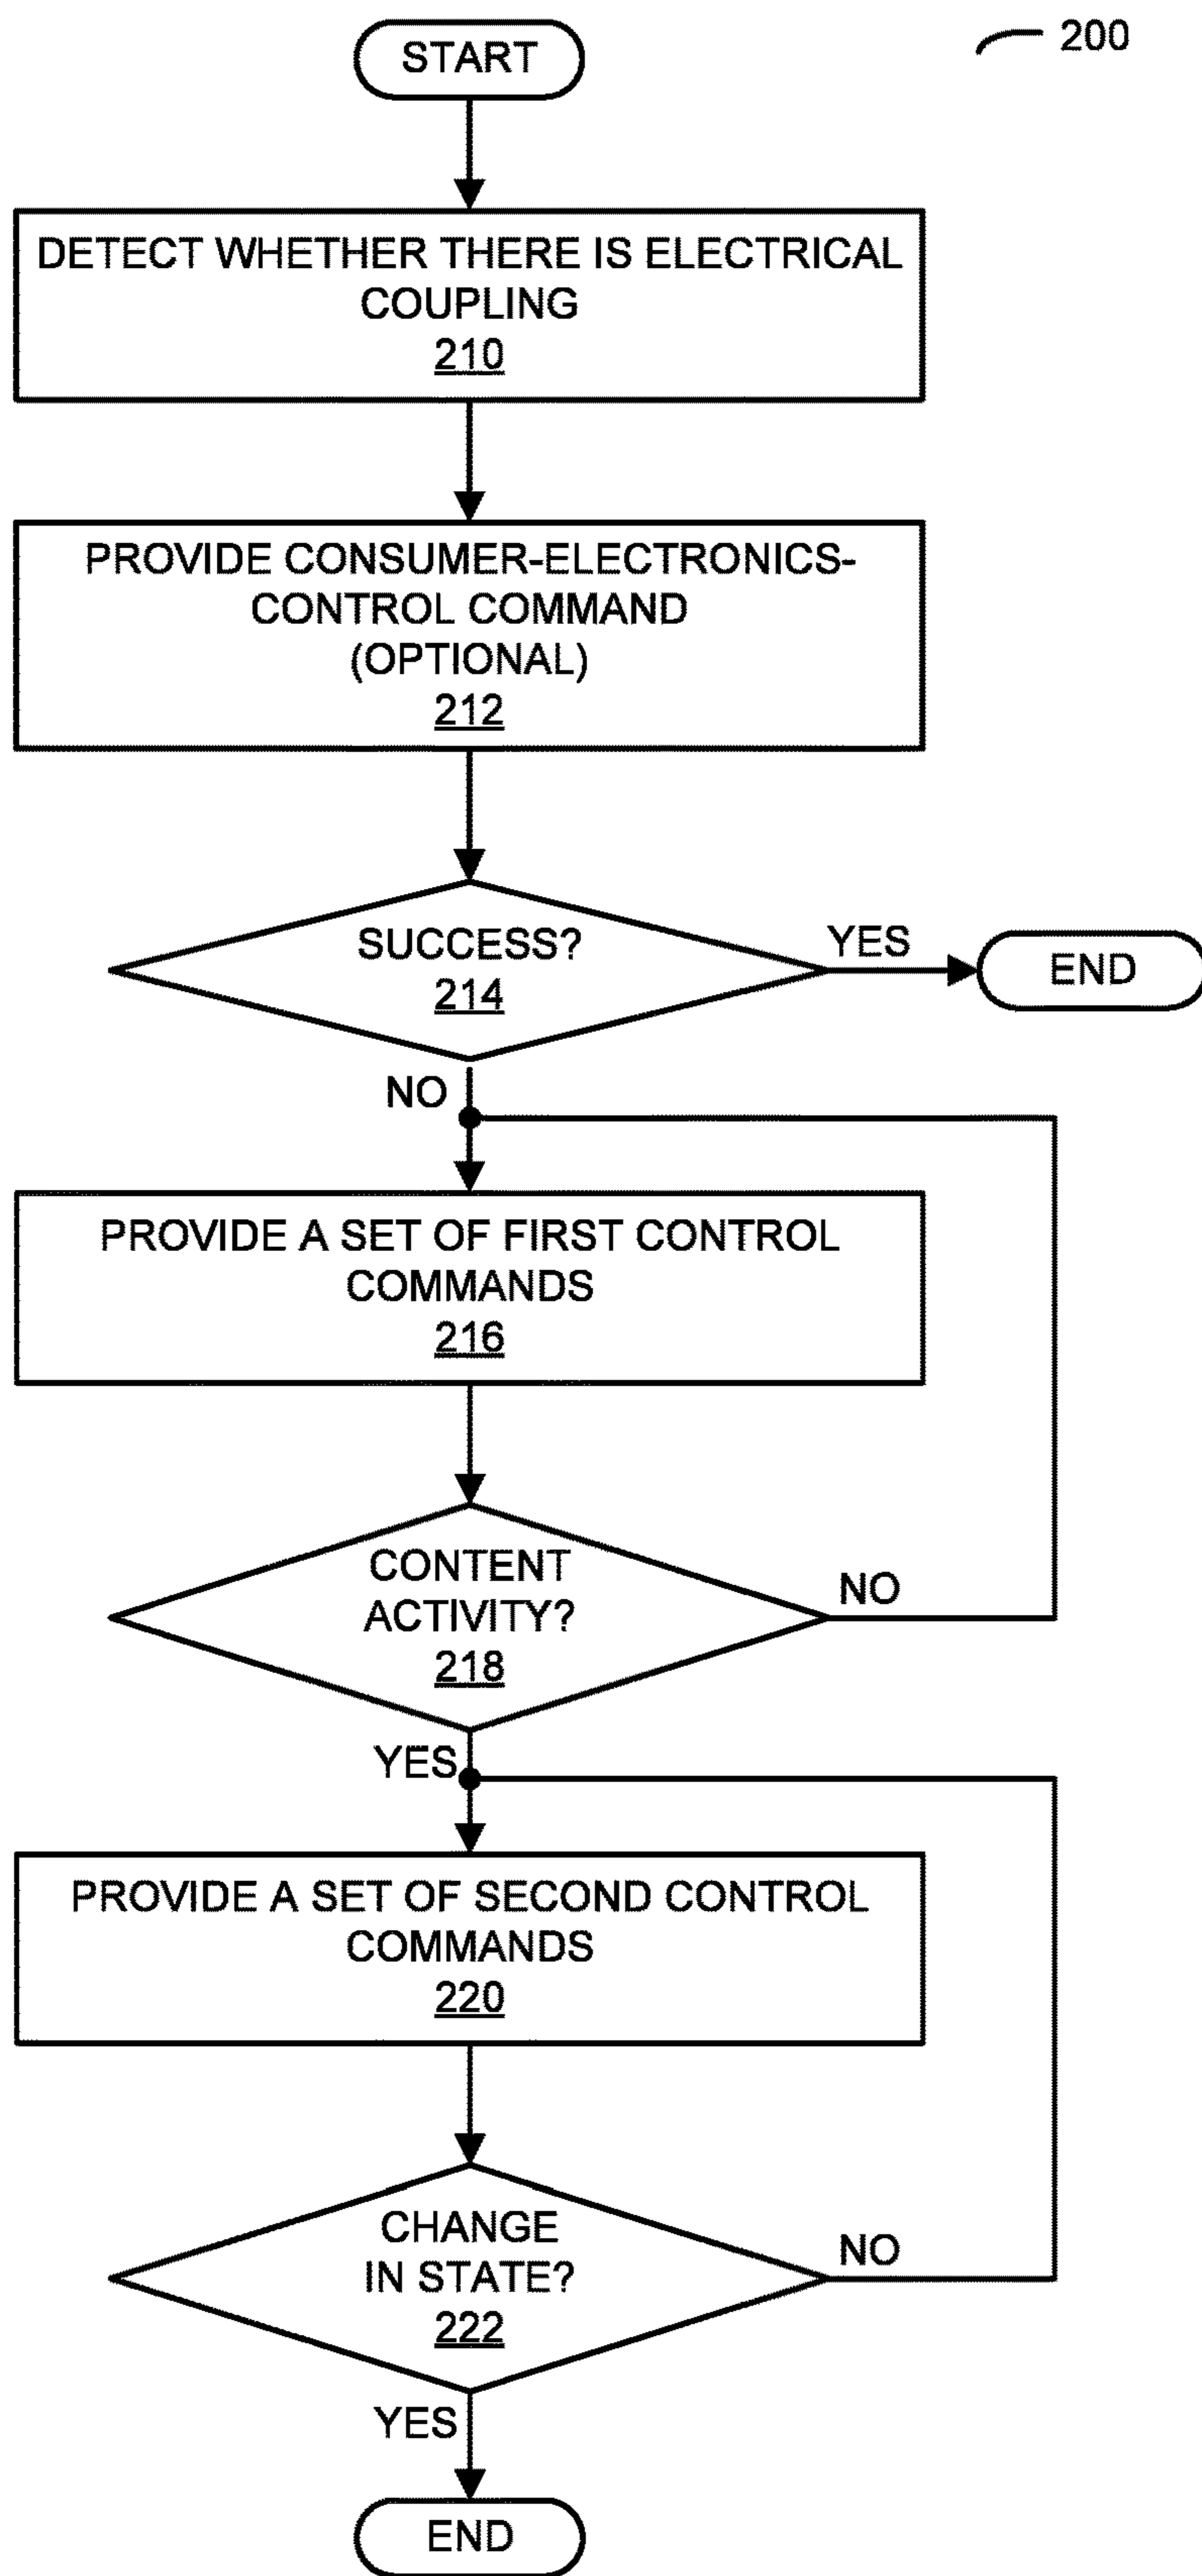 START
200
DETECT WHETHER THERE IS ELECTRICAL
COUPLING
210
PROVIDE CONSUMER-ELECTRONICS-
CONTROL COMMAND
(OPTIONAL)
212
SUCCESS?
214
YES
END
NO
PROVIDE A SET OF FIRST CONTROL
COMMANDS
216
CONTENT
ACTIVITY?
218
NO
YES
PROVIDE A SET OF SECOND CONTROL
COMMANDS
220
CHANGE
IN STATE?
222
NO
YES
END